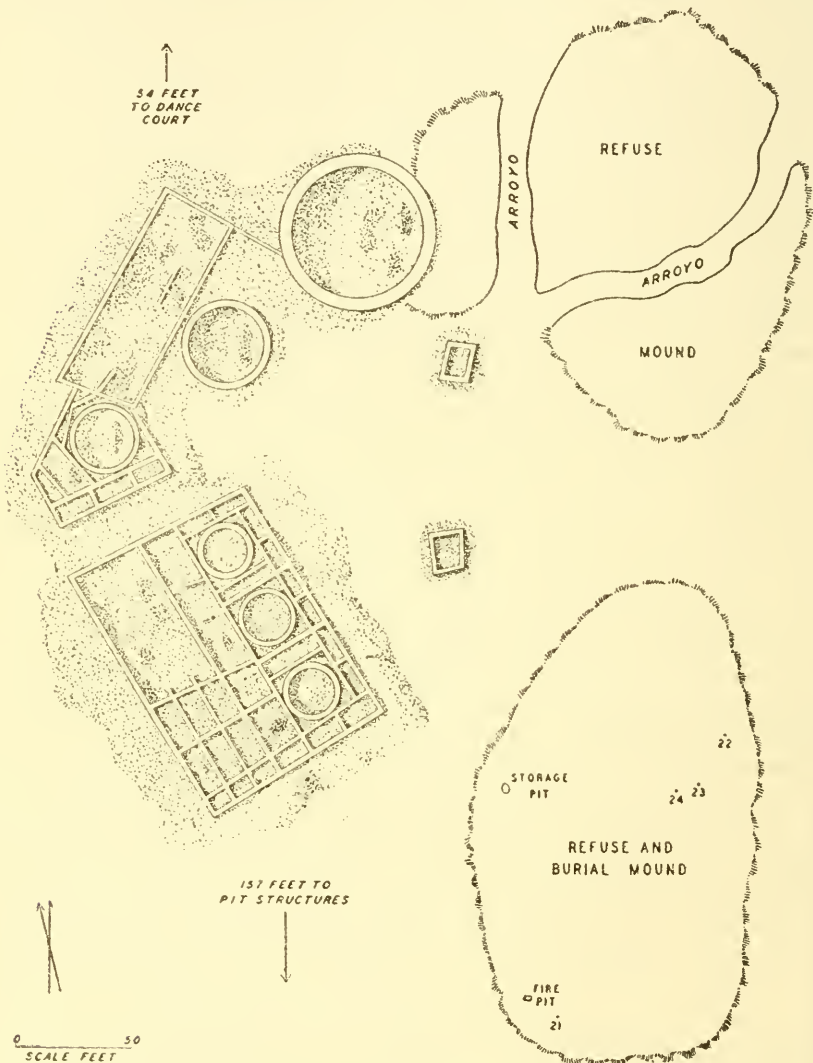 54 FEET
TO DANCE
COURT
REFUSE
ARROYO
ARROYO
MOUND
22
STORAGE
PIT
24 23
REFUSE AND
BURIAL MOUND
157 FEET TO
PIT STRUCTURES
FIRE
PIT
21
0 50
SCALE FEET